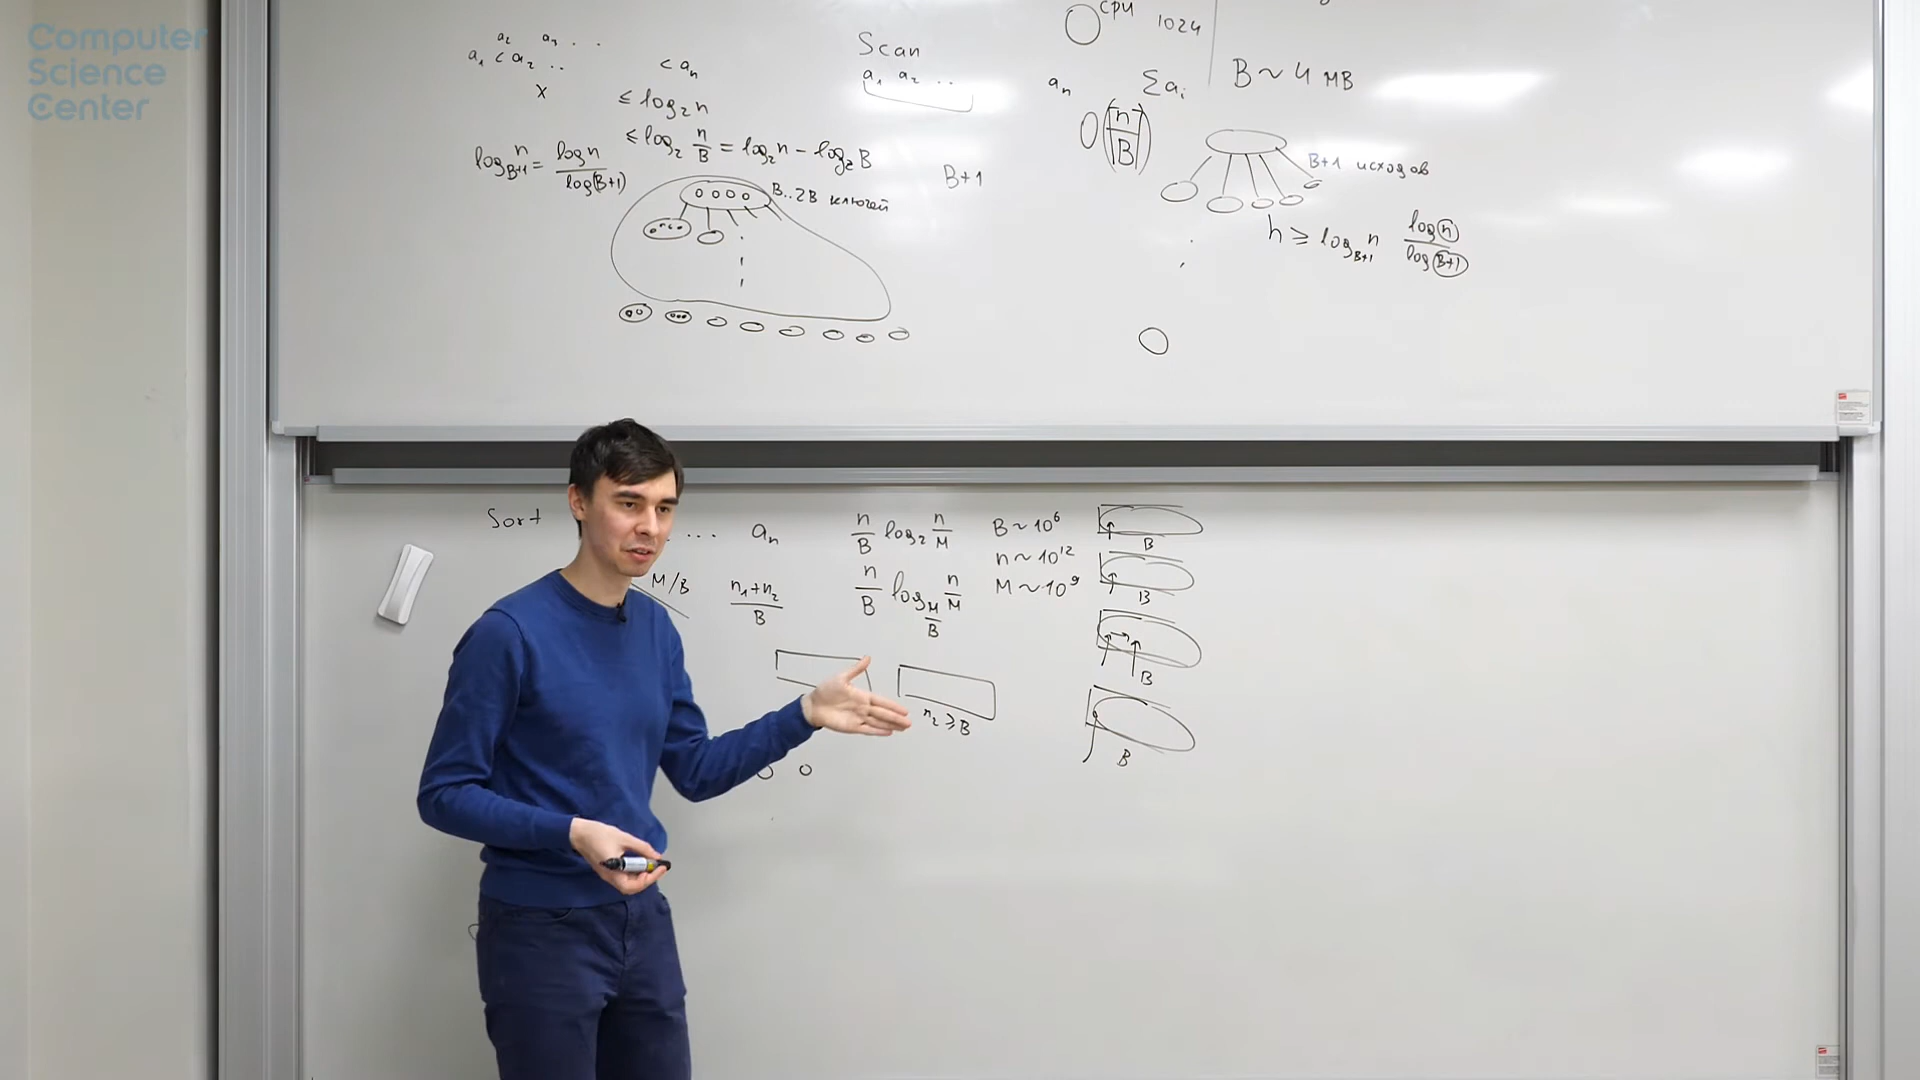 Computer
Science
Center
a₂ a₃ . . .
a₁ < a₂ .. < aₙ
x
≤ log₂ n
≤ log₂ n/B = log₂ n − log₂ B
log_{B+1} n = log n / log(B+1)
B..2B ключей
B+1
Scan
a₁ a₂ ... aₙ
Σaᵢ
O(n/B)
CPU 1024
B ~ 4 MB
B+1 исходов
h ≥ log_{B+1} n log n / log(B+1)
Sort ... aₙ
M/B
(n₁+n₂)/B
n/B log₂ n/M
n/B log_{M/B} n/M
B ~ 10⁶
n ~ 10¹²
M ~ 10⁹
n₂ ≥ B
B
B
B
B